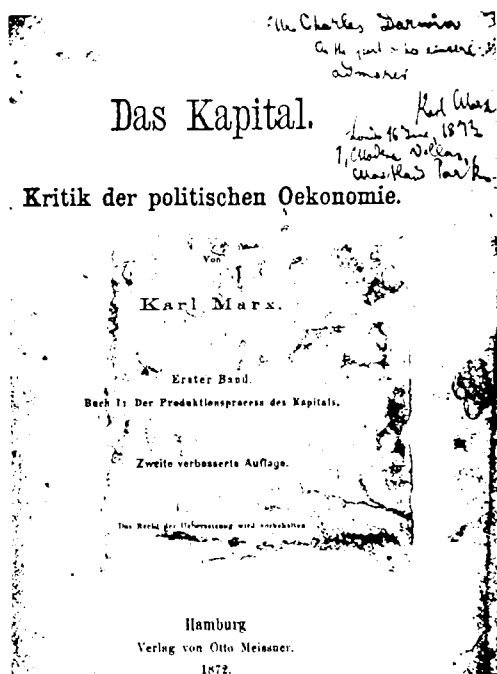 Mr Charles Darwin
On the part of his sincere
admirer
Karl Marx
London 16 June, 1873
1, Modena Villas,
Maitland Park
Das Kapital.
Kritik der politischen Oekonomie.
Von
Karl Marx.
Erster Band.
Buch I: Der Produktionsprocess des Kapitals.
Zweite verbesserte Auflage.
Das Recht der Uebersetzung wird vorbehalten
Hamburg
Verlag von Otto Meissner.
1872.